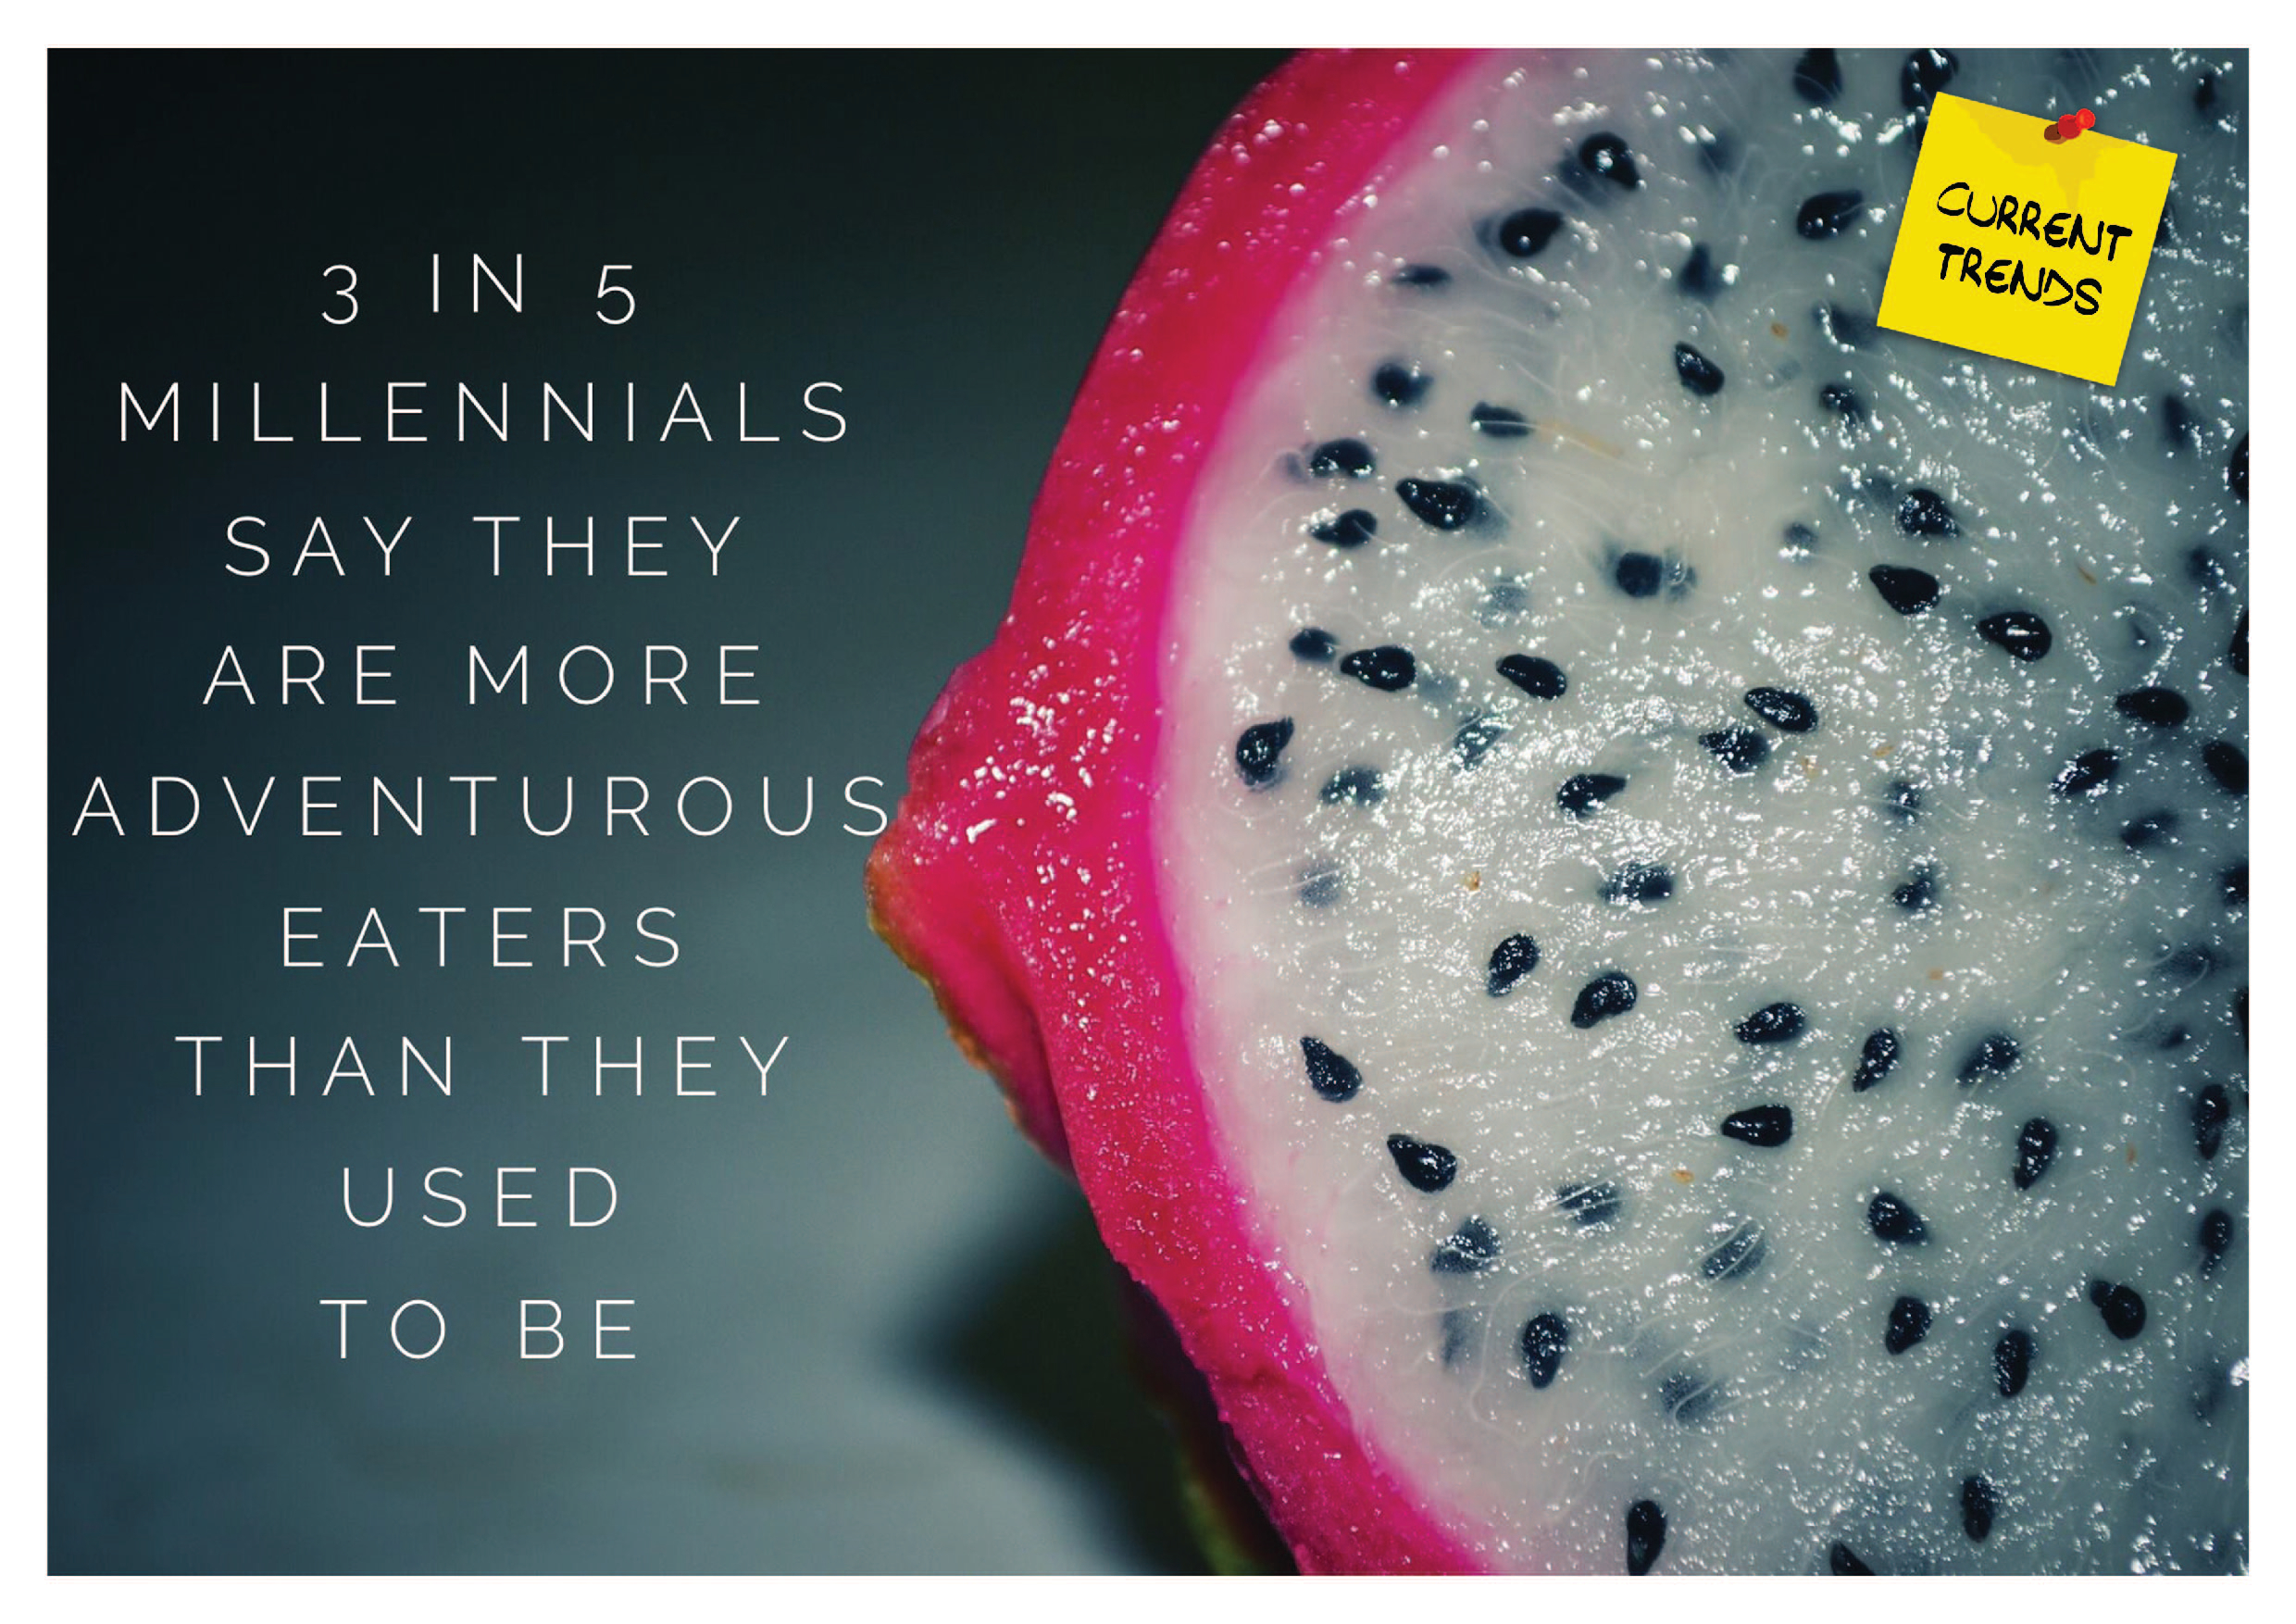 3 IN 5
MILLENNIALS
SAY THEY
ARE MORE
ADVENTUROUS
EATERS
THAN THEY
USED
TO BE
CURRENT
TRENDS